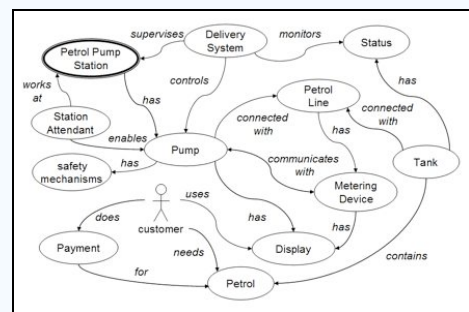 supervises
Delivery
System
monitors
Status
Petrol Pump
Station
works
at
has
controls
Petrol
Line
has
connected
with
Station
Attendant
enables
connected
with
has
Pump
communicates
with
Tank
safety
mechanisms
has
Metering
Device
does
uses
has
has
customer
Payment
needs
Display
contains
for
Petrol